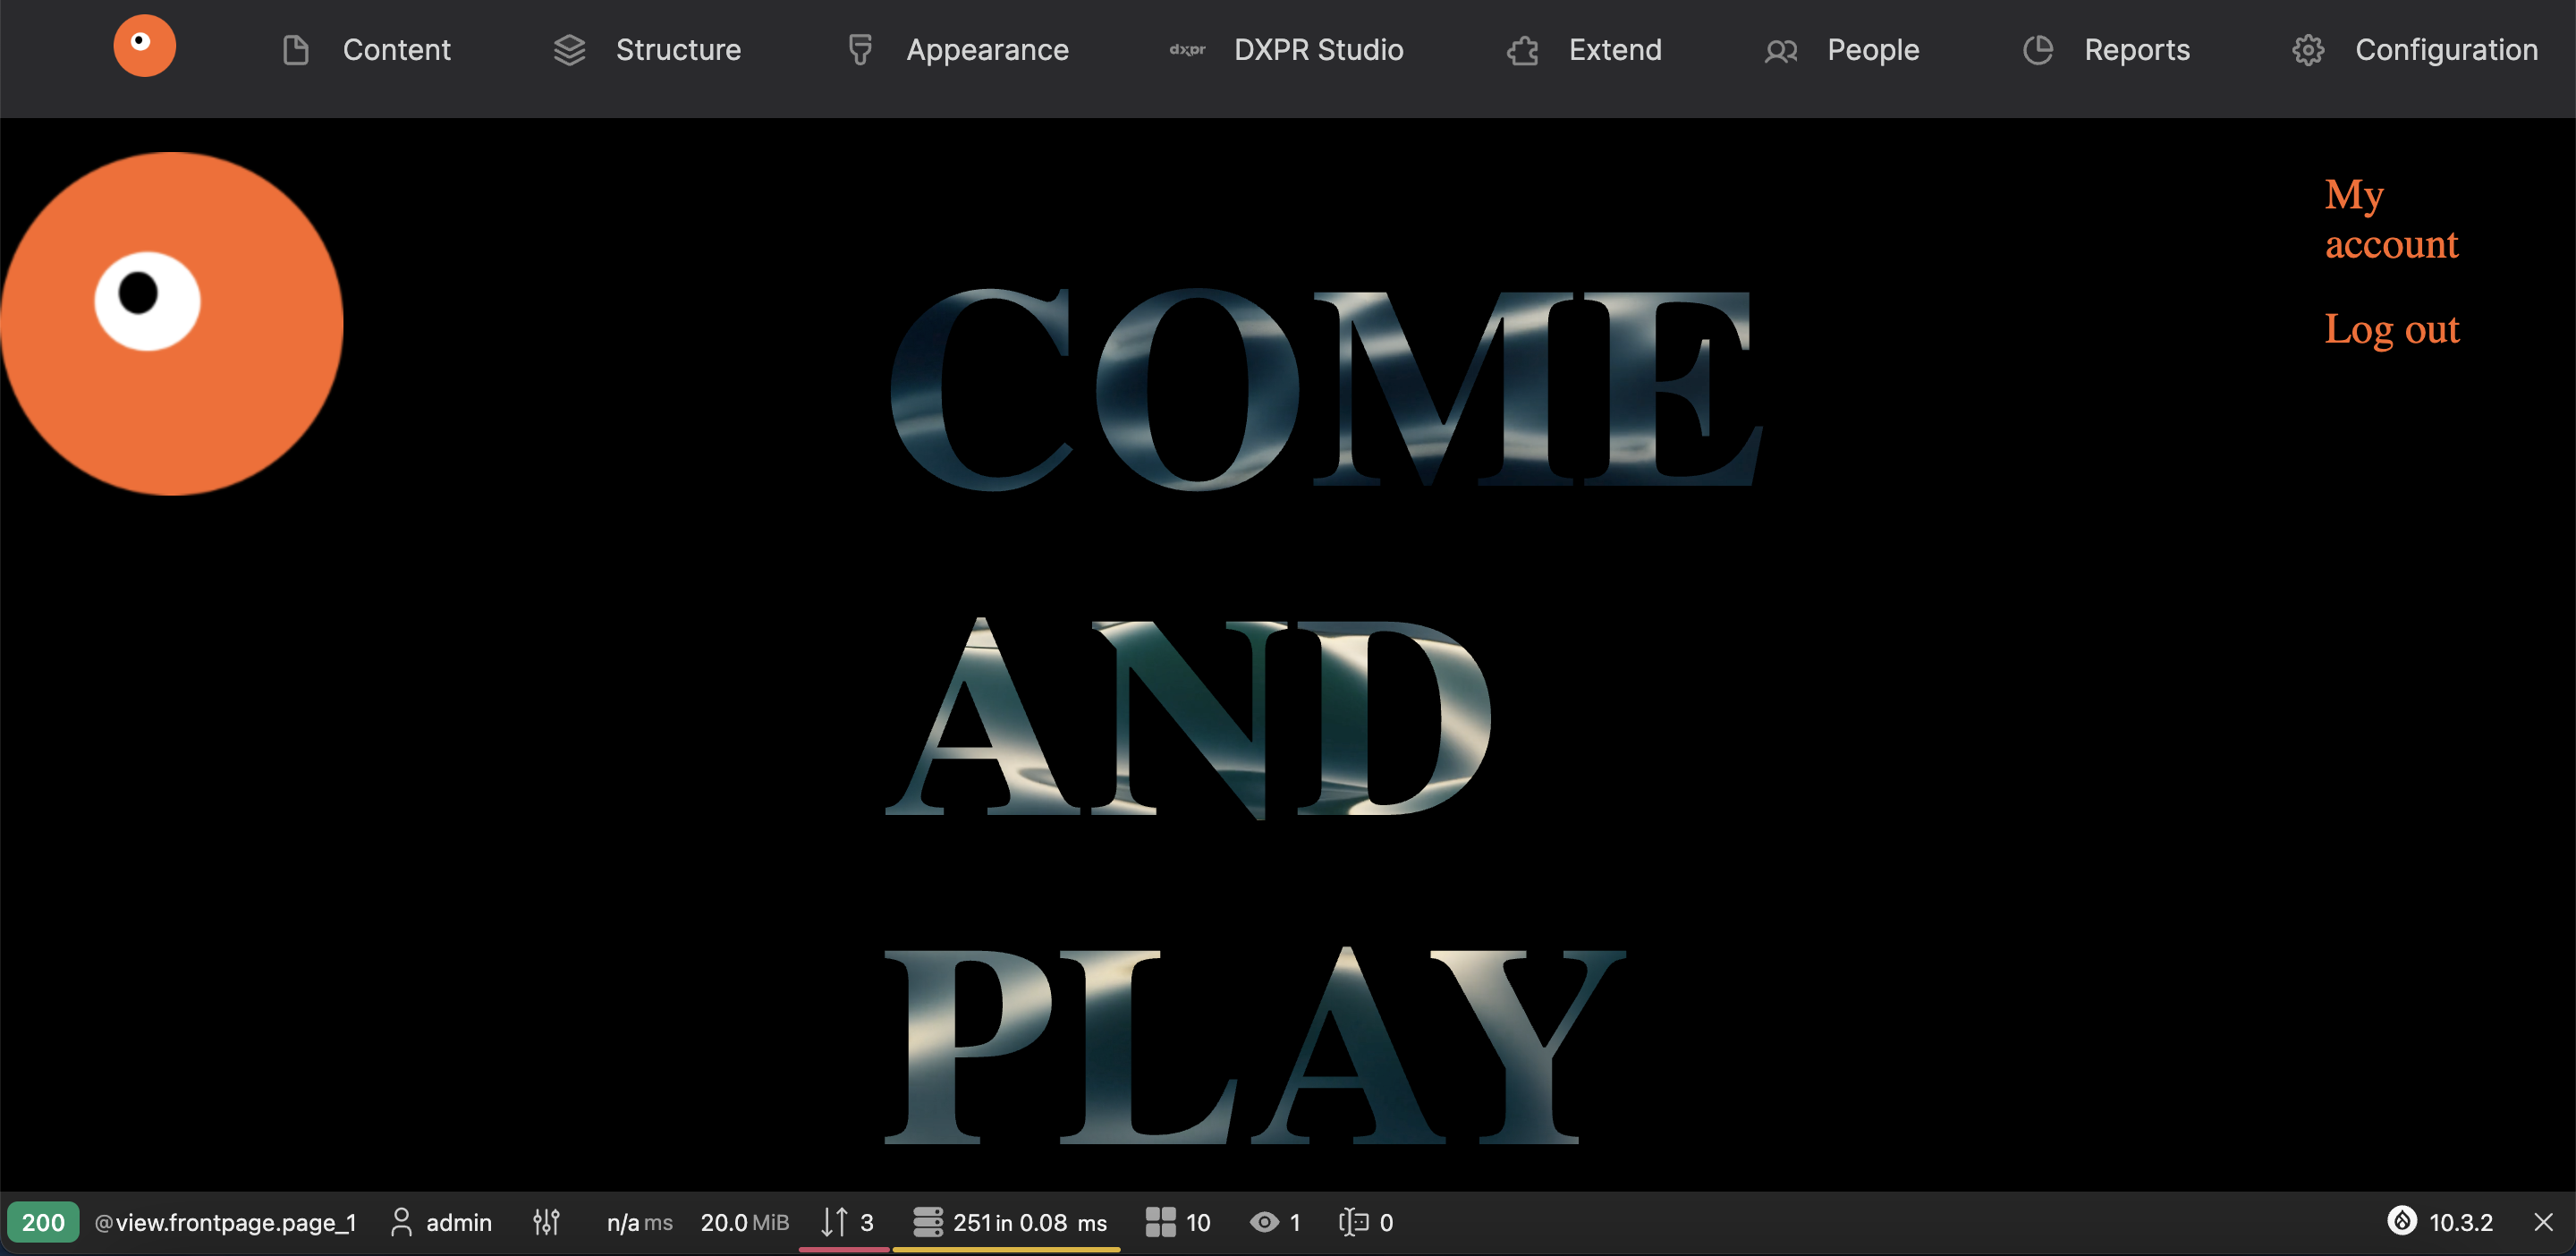 Content Structure Appearance dxpr DXPR Studio Extend People Reports Configuration
My
account
Log out
COME
AND
PLAY
200 @view.frontpage.page_1 admin n/a ms 20.0 MiB 3 251 in 0.08 ms 10 1 0 10.3.2